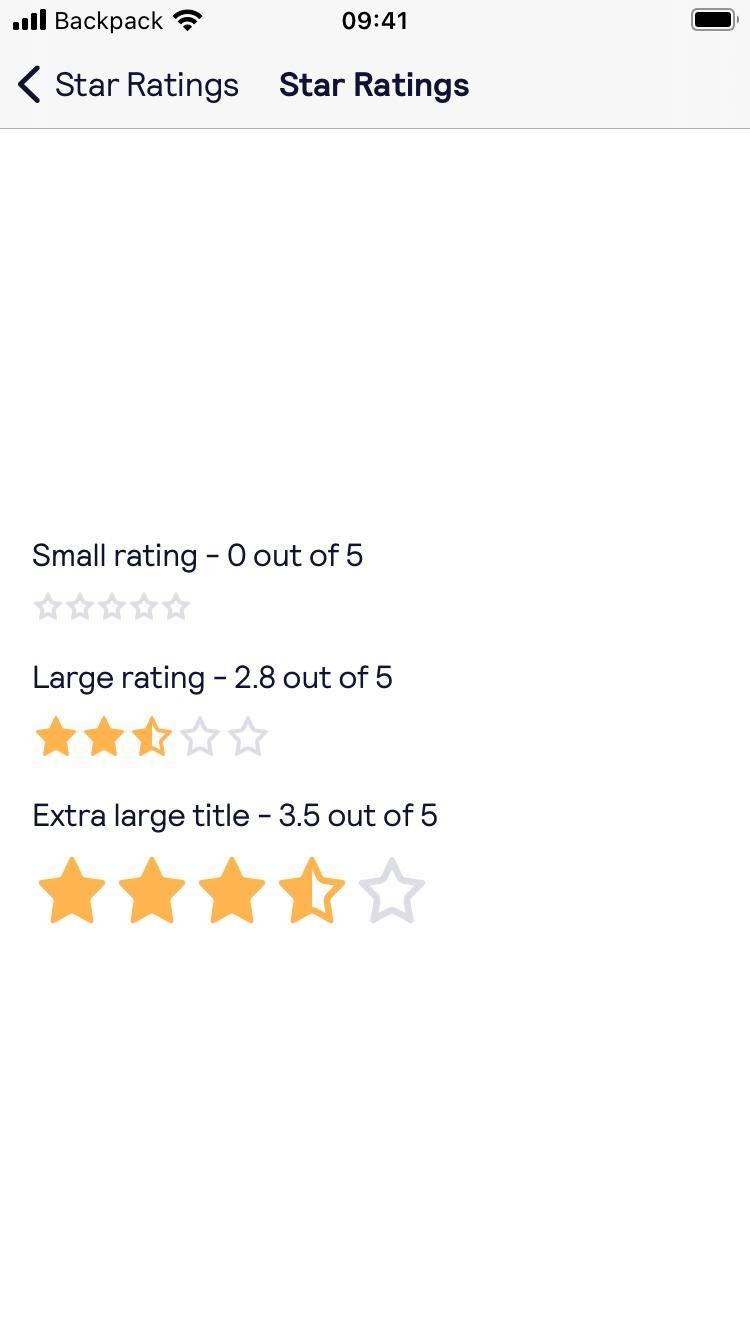 Backpack 09:41
Star Ratings Star Ratings
Small rating - 0 out of 5
Large rating - 2.8 out of 5
Extra large title - 3.5 out of 5